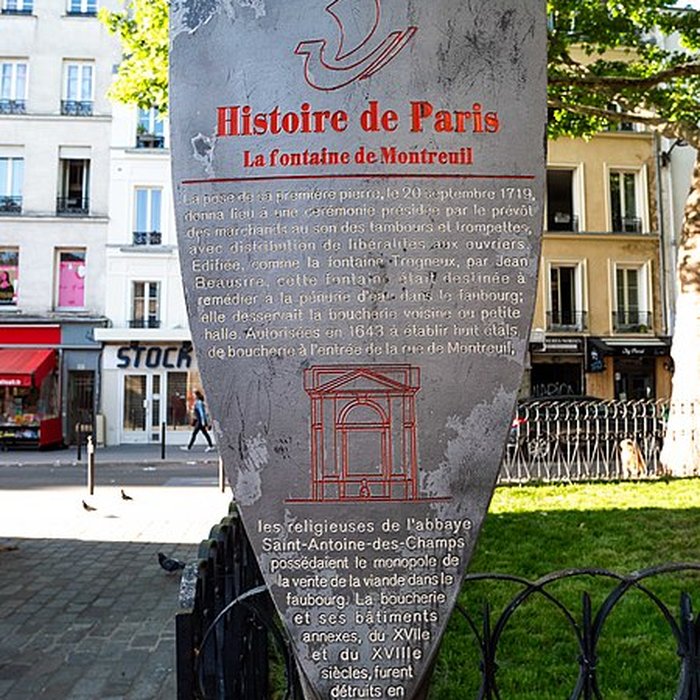 Histoire de Paris
La fontaine de Montreuil
La pose de sa première pierre, le 20 septembre 1719,
donna lieu à une cérémonie présidée par le prévôt
des marchands au son des tambours et trompettes,
avec distribution de libéralités aux ouvriers.
Edifiée, comme la fontaine Trogneux, par Jean
Beausire, cette fontaine était destinée à
remédier à la pénurie d'eau dans le faubourg;
elle desservait la boucherie voisine ou petite
halle. Autorisées en 1643 à établir huit étals
de boucherie à l'entrée de la rue de Montreuil,
les religieuses de l'abbaye
Saint-Antoine-des-Champs
possédaient le monopole de
la vente de la viande dans le
faubourg. La boucherie
et ses bâtiments
annexes, du XVIIe
et du XVIIIe
siècles, furent
détruits en
STOCK